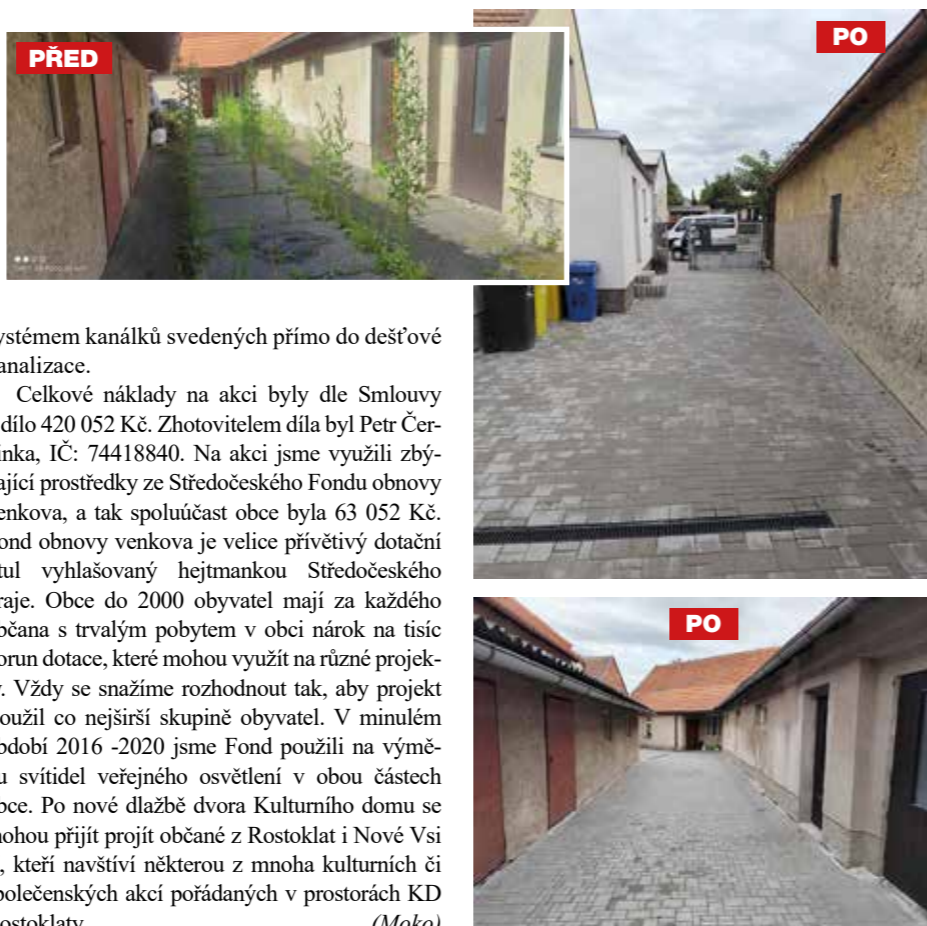 PŘED
PO
ystémem kanálků svedených přímo do dešťové
analizace.
Celkové náklady na akci byly dle Smlouvy
dílo 420 052 Kč. Zhotovitelem díla byl Petr Čer-
inka, IČ: 74418840. Na akci jsme využili zbý-
ající prostředky ze Středočeského Fondu obnovy
enkova, a tak spoluúčast obce byla 63 052 Kč.
ond obnovy venkova je velice přívětivý dotační
tul vyhlašovaný hejtmankou Středočeského
raje. Obce do 2000 obyvatel mají za každého
bčana s trvalým pobytem v obci nárok na tisíc
orun dotace, které mohou využít na různé projek-
y. Vždy se snažíme rozhodnout tak, aby projekt
oužil co nejširší skupině obyvatel. V minulém
bdobí 2016 -2020 jsme Fond použili na výmě-
u svítidel veřejného osvětlení v obou částech
bce. Po nové dlažbě dvora Kulturního domu se
ohou přijít projít občané z Rostoklat i Nové Vsi
, kteří navštíví některou z mnoha kulturních či
polečenských akcí pořádaných v prostorách KD
ostoklaty. (Moko)
PO